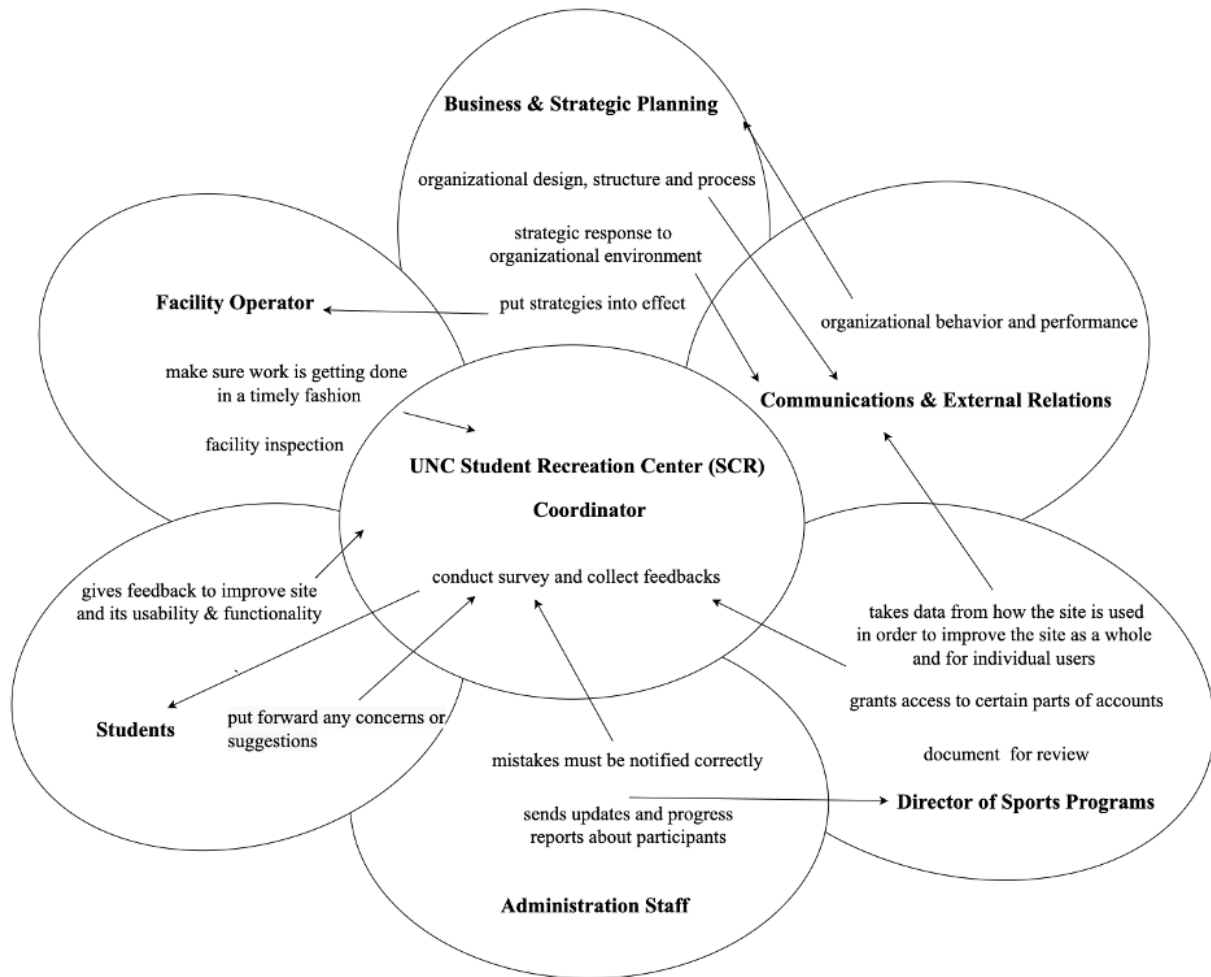 Business & Strategic Planning
organizational design, structure and process
strategic response to
organizational environment
put strategies into effect
Facility Operator
make sure work is getting done
in a timely fashion
facility inspection
organizational behavior and performance
Communications & External Relations
UNC Student Recreation Center (SCR)
Coordinator
conduct survey and collect feedbacks
gives feedback to improve site
and its usability & functionality
Students
put forward any concerns or
suggestions
takes data from how the site is used
in order to improve the site as a whole
and for individual users
grants access to certain parts of accounts
document for review
Director of Sports Programs
mistakes must be notified correctly
sends updates and progress
reports about participants
Administration Staff